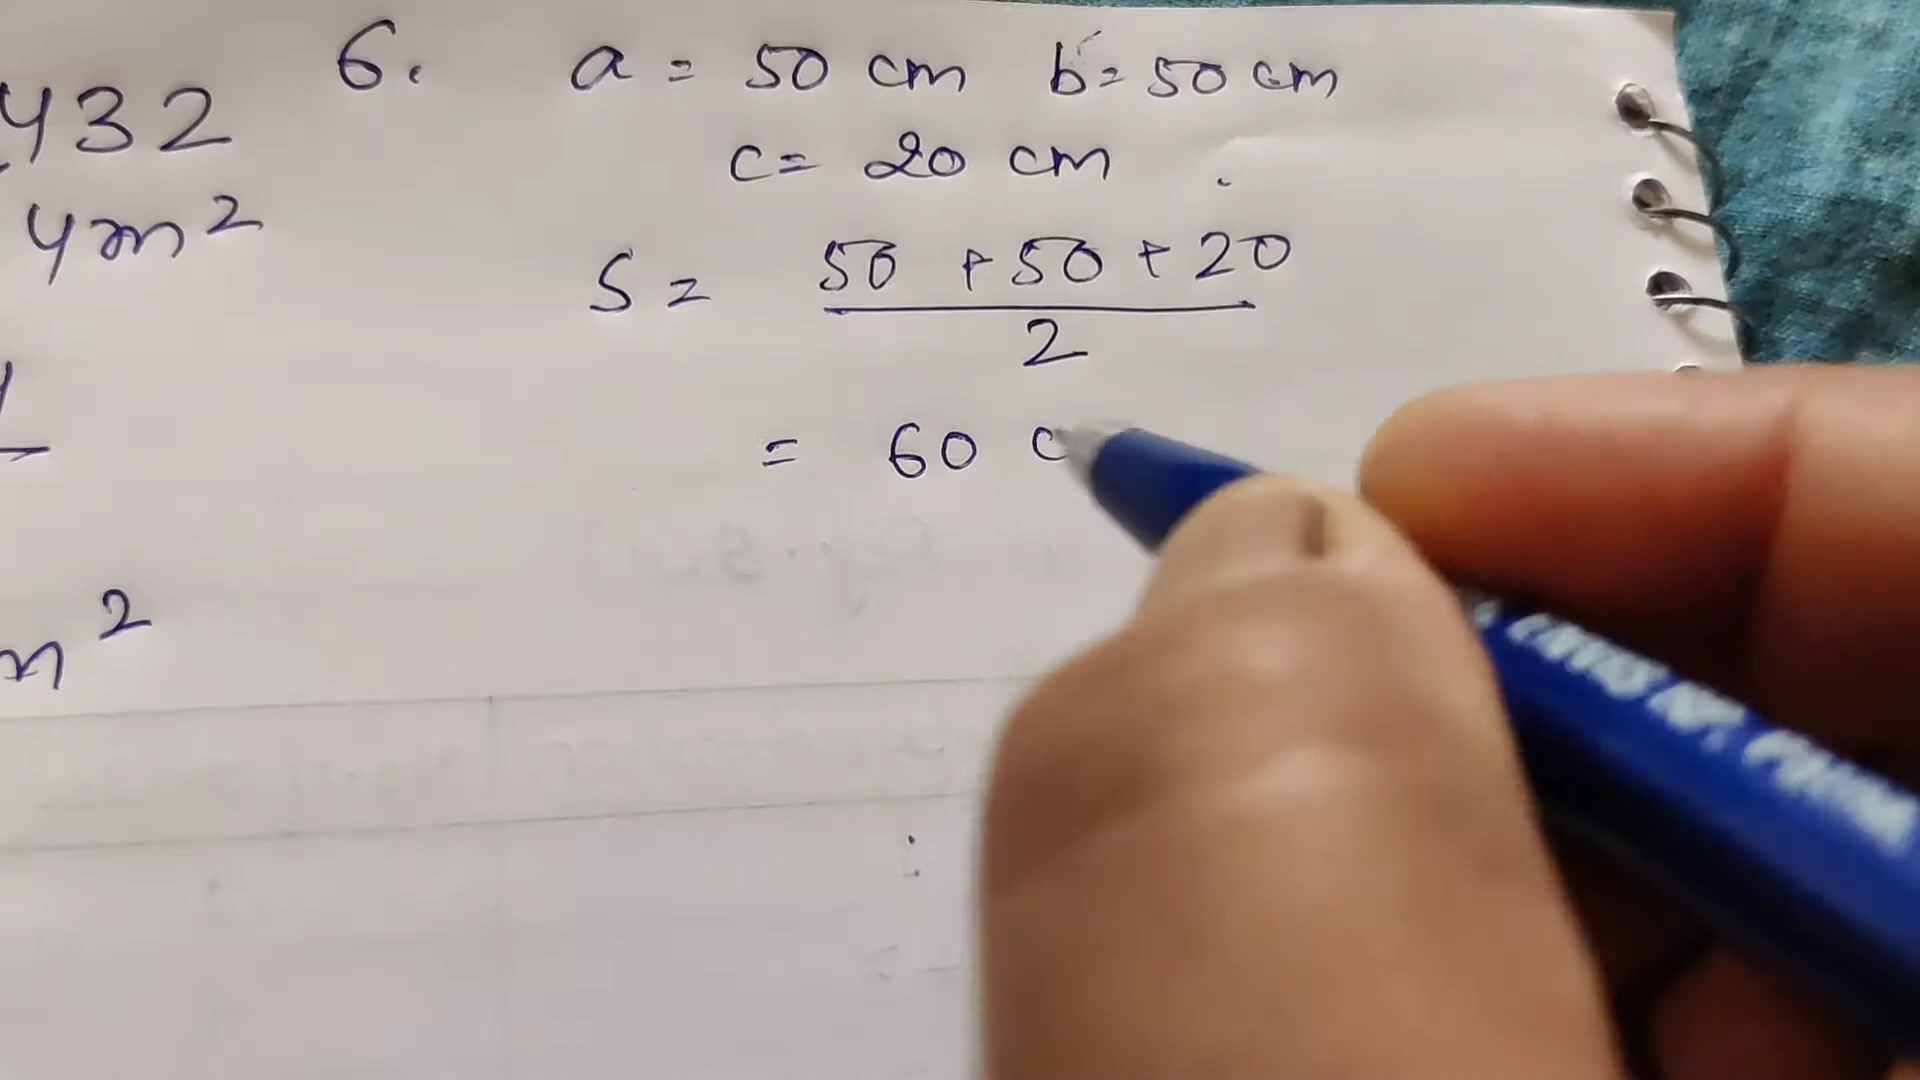 432
4m²
m²
6. a = 50 cm b= 50 cm
c= 20 cm
S = 50 + 50 + 20
2
= 60 c